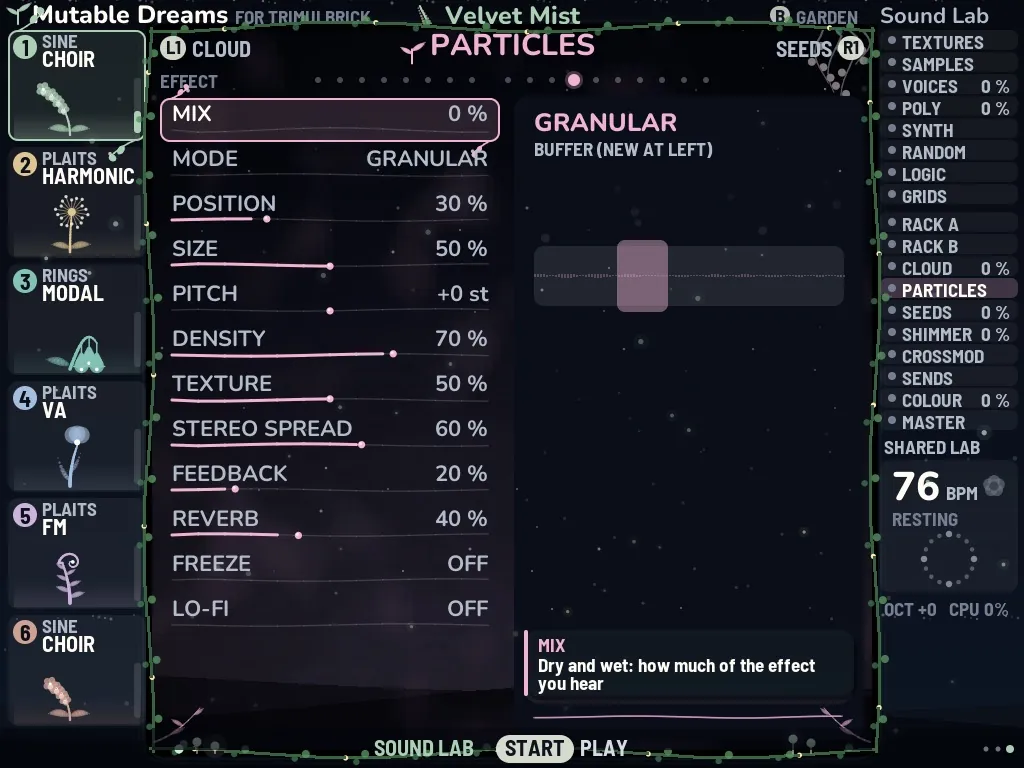 Mutable Dreams FOR TRIMUI BRICK
Velvet Mist
B GARDEN
Sound Lab
1 SINE
CHOIR
2 PLAITS
HARMONIC
3 RINGS
MODAL
4 PLAITS
VA
5 PLAITS
FM
6 SINE
CHOIR
L1 CLOUD
PARTICLES
SEEDS R1
EFFECT
MIX 0 %
MODE GRANULAR
POSITION 30 %
SIZE 50 %
PITCH +0 st
DENSITY 70 %
TEXTURE 50 %
STEREO SPREAD 60 %
FEEDBACK 20 %
REVERB 40 %
FREEZE OFF
LO-FI OFF
GRANULAR
BUFFER (NEW AT LEFT)
MIX
Dry and wet: how much of the effect
you hear
SOUND LAB START PLAY
TEXTURES
SAMPLES
VOICES 0 %
POLY 0 %
SYNTH
RANDOM
LOGIC
GRIDS
RACK A
RACK B
CLOUD 0 %
PARTICLES
SEEDS 0 %
SHIMMER 0 %
CROSSMOD
SENDS
COLOUR 0 %
MASTER
SHARED LAB
76 BPM
RESTING
OCT +0 CPU 0%